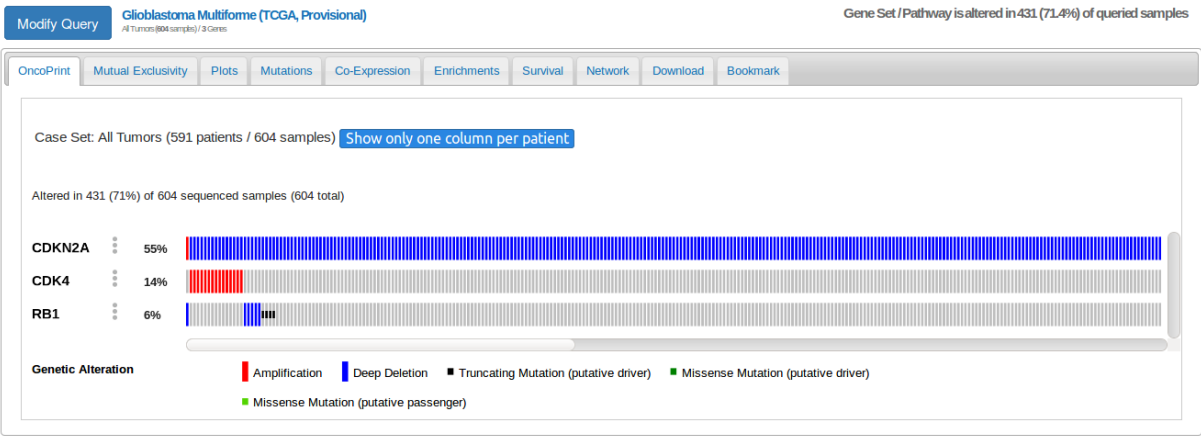 Modify Query
Glioblastoma Multiforme (TCGA, Provisional)
All Tumors (604 samples) / 3 Genes
Gene Set / Pathway is altered in 431 (71.4%) of queried samples
OncoPrint Mutual Exclusivity Plots Mutations Co-Expression Enrichments Survival Network Download Bookmark
Case Set: All Tumors (591 patients / 604 samples) Show only one column per patient
Altered in 431 (71%) of 604 sequenced samples (604 total)
CDKN2A 55%
CDK4 14%
RB1 6%
Genetic Alteration Amplification Deep Deletion Truncating Mutation (putative driver) Missense Mutation (putative driver)
Missense Mutation (putative passenger)